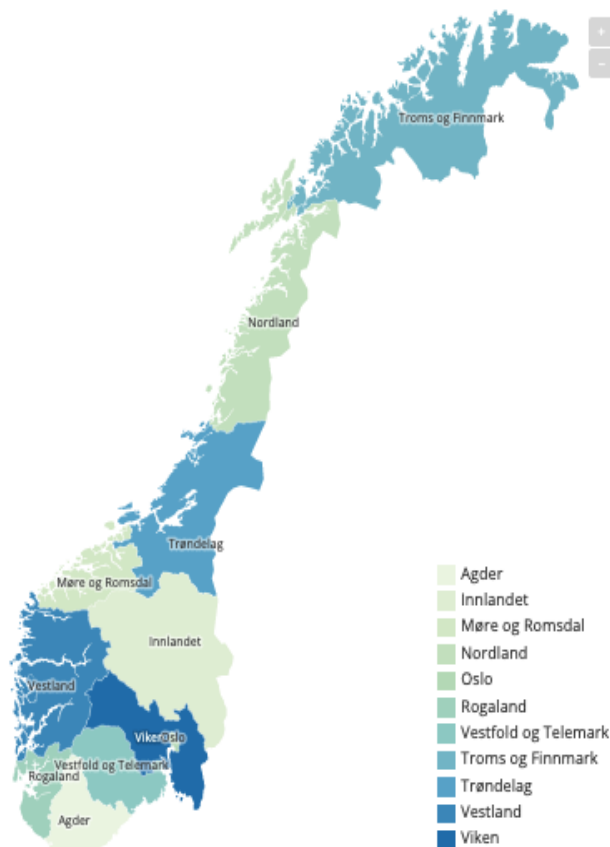 +
−
Troms og Finnmark
Nordland
Trøndelag
Møre og Romsdal
Innlandet
Vestland
Viken
Oslo
Vestfold og Telemark
Rogaland
Agder
Agder
Innlandet
Møre og Romsdal
Nordland
Oslo
Rogaland
Vestfold og Telemark
Troms og Finnmark
Trøndelag
Vestland
Viken